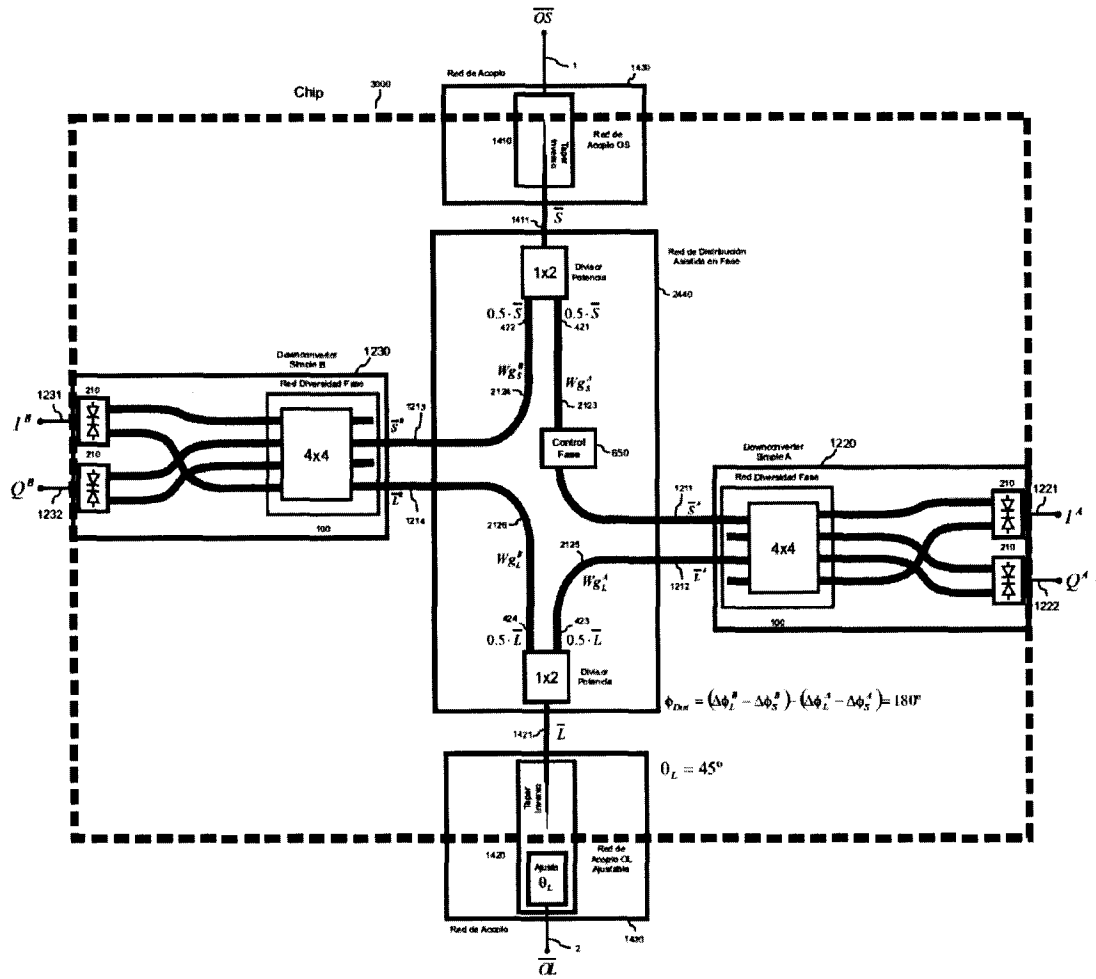 OS
1
Red de Acoplo
1430
Chip
3000
1410
Taper Inverso
Red de
Acoplo OS
1411
S
1x2
Divisor
Potencia
Red de Distribución
Asistida en Fase
2440
0.5·S
422
0.5·S
421
Wg_S^B
2124
Wg_S^A
2123
Control
Fase
650
Downconverter
Simple B
1230
Red Diversidad Fase
210
1231
I^B
210
Q^B
1232
4x4
100
S^B
1213
L^B
1214
Downconverter
Simple A
1220
Red Diversidad Fase
1211
S^A
1212
L^A
4x4
100
210
1221
I^A
210
Q^A
1222
2126
Wg_L^B
2125
Wg_L^A
424
0.5·L
423
0.5·L
1x2
Divisor
Potencia
ϕ_Dut = (Δϕ_L^B − Δϕ_S^B) - (Δϕ_L^A − Δϕ_S^A) = 180º
1421
L
θ_L = 45º
Taper Inverso
1420
Red de
Acoplo OL
Ajustable
Ajuste
θ_L
Red de Acoplo
1430
2
OL